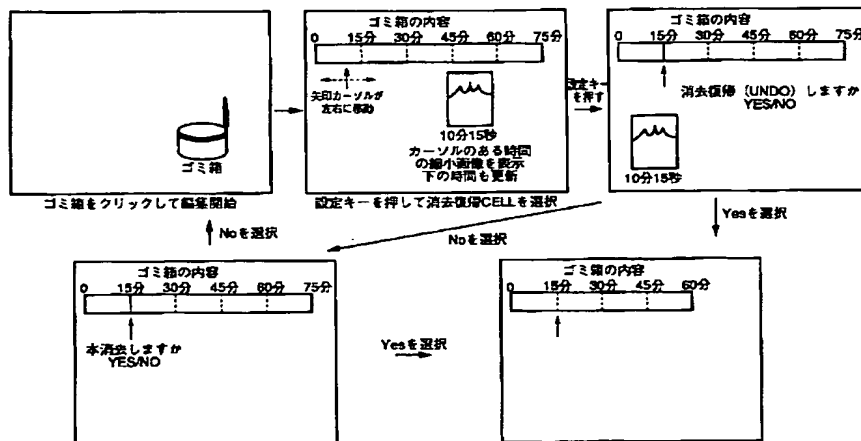 ゴミ箱
ゴミ箱をクリックして編集開始
ゴミ箱の内容
0 15分 30分 45分 60分 75分
矢印カーソルが
左右に移動
10分15秒
カーソルのある時間
の縮小画像を表示
下の時間も更新
設定キーを押して消去復帰CELLを選択
設定キー
を押す
ゴミ箱の内容
0 15分 30分 45分 60分 75分
消去復帰(UNDO)しますか
YES/NO
10分15秒
Yesを選択
Noを選択
Noを選択
ゴミ箱の内容
0 15分 30分 45分 60分 75分
本消去しますか
YES/NO
Yesを選択
ゴミ箱の内容
0 15分 30分 45分 60分